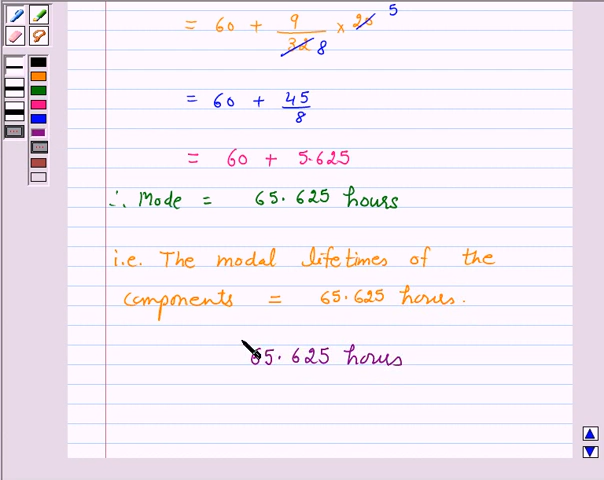 = 60 + 9/32 8 × 20 5
= 60 + 45/8
= 60 + 5.625
∴ Mode = 65.625 hours
i.e. The modal lifetimes of the
components = 65.625 hours.
65.625 hours